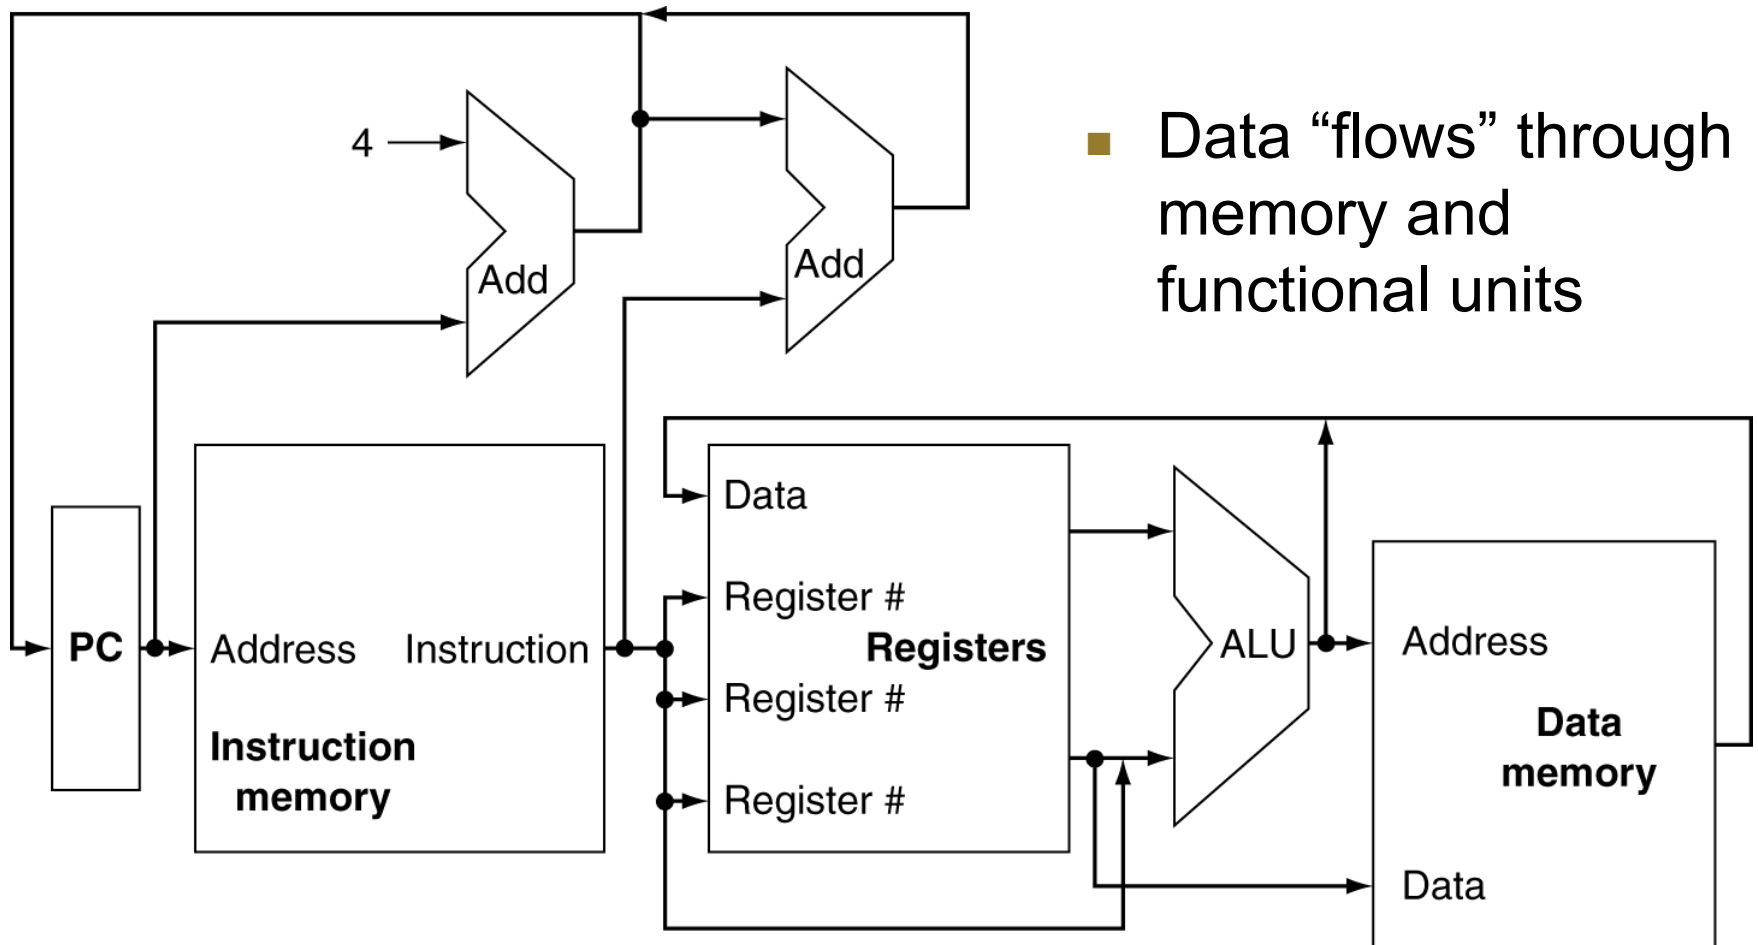 4
Add
Add
■ Data “flows” through
memory and
functional units
PC
Address
Instruction
Instruction
memory
Data
Register #
Registers
Register #
Register #
ALU
Address
Data
memory
Data